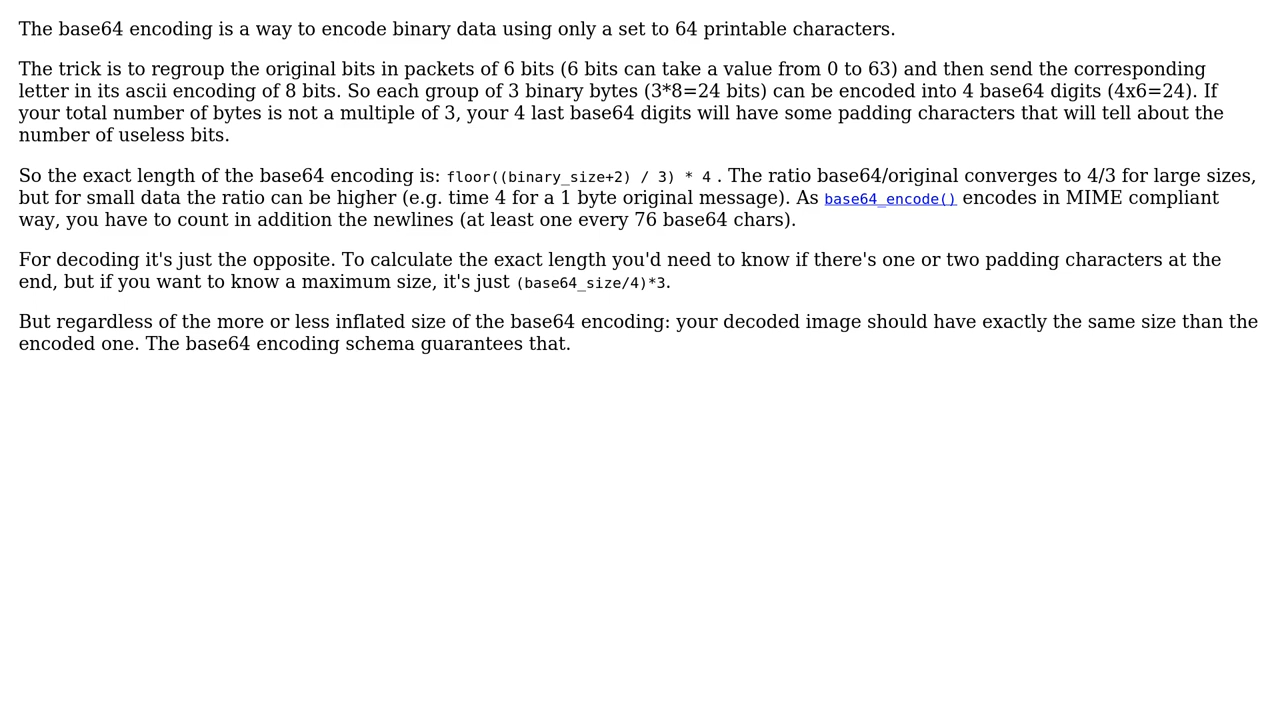 The base64 encoding is a way to encode binary data using only a set to 64 printable characters.
The trick is to regroup the original bits in packets of 6 bits (6 bits can take a value from 0 to 63) and then send the corresponding
letter in its ascii encoding of 8 bits. So each group of 3 binary bytes (3*8=24 bits) can be encoded into 4 base64 digits (4x6=24). If
your total number of bytes is not a multiple of 3, your 4 last base64 digits will have some padding characters that will tell about the
number of useless bits.
So the exact length of the base64 encoding is: floor((binary_size+2) / 3) * 4 . The ratio base64/original converges to 4/3 for large sizes,
but for small data the ratio can be higher (e.g. time 4 for a 1 byte original message). As base64_encode() encodes in MIME compliant
way, you have to count in addition the newlines (at least one every 76 base64 chars).
For decoding it's just the opposite. To calculate the exact length you'd need to know if there's one or two padding characters at the
end, but if you want to know a maximum size, it's just (base64_size/4)*3.
But regardless of the more or less inflated size of the base64 encoding: your decoded image should have exactly the same size than the
encoded one. The base64 encoding schema guarantees that.